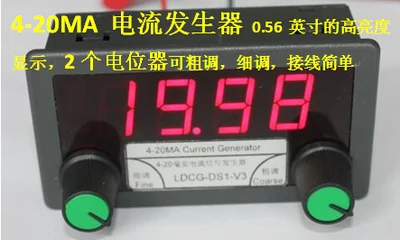 4-20MA 电流发生器 0.56 英寸的高亮度
显示，2 个电位器可粗调，细调，接线简单
19.98
4-20MA Current Generator
4-20毫安电流信号发生器
细调 LDCG-DS1-V3 粗调
Fine Coarse